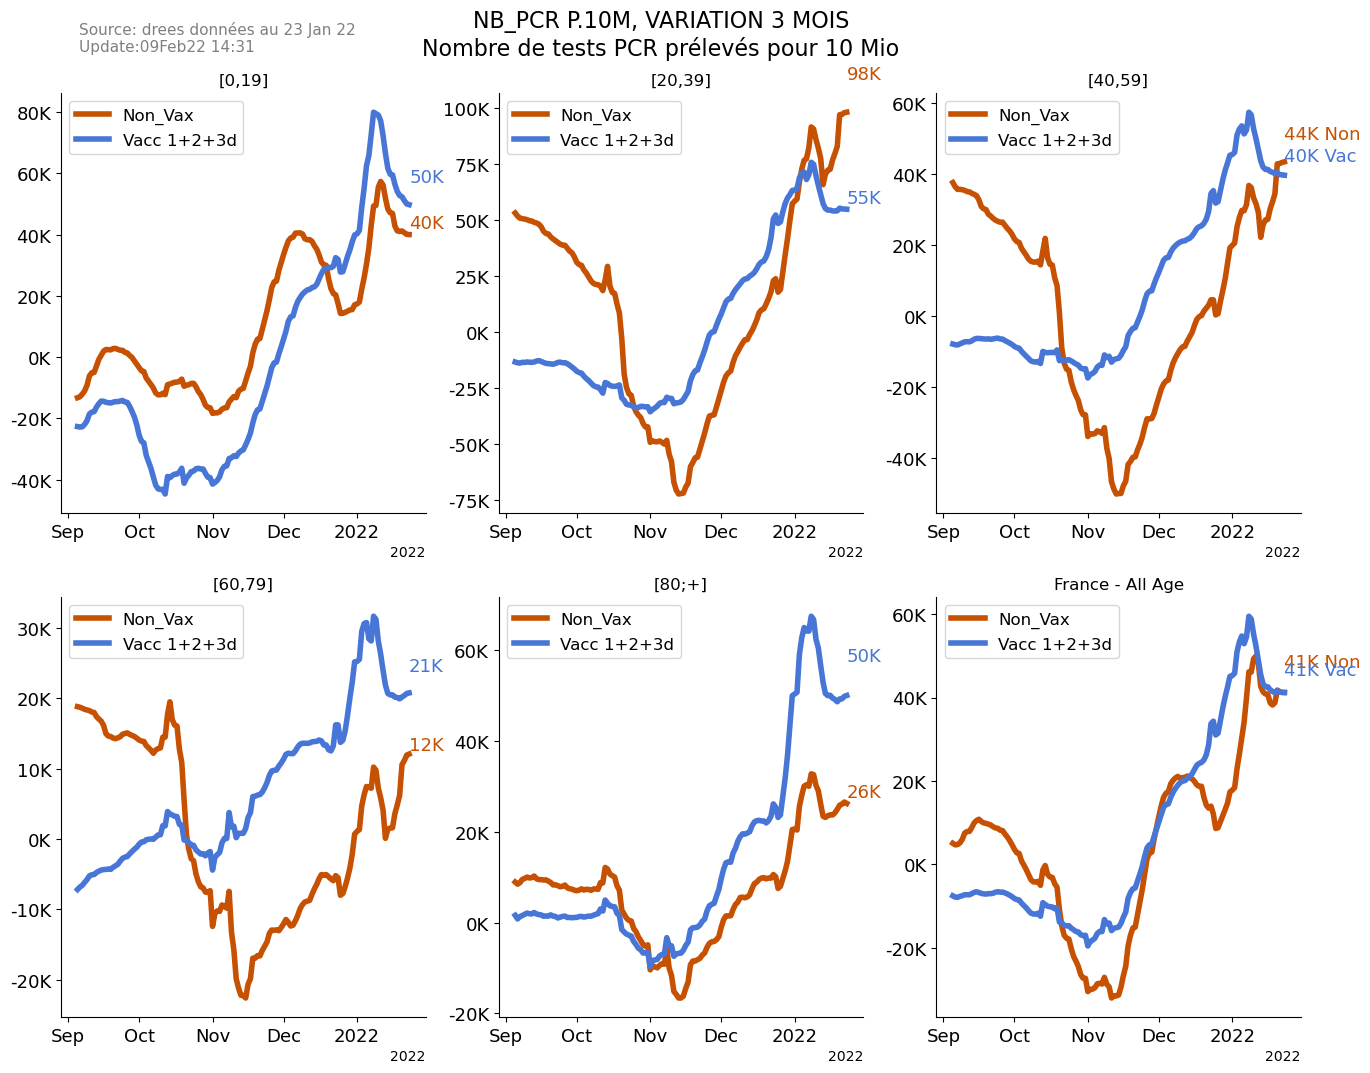 NB_PCR P.10M, VARIATION 3 MOIS
Source: drees données au 23 Jan 22
Nombre de tests PCR prélevés pour 10 Mio
Update:09Feb22 14:31
[0,19]
Non_Vax
Vacc 1+2+3d
80K
60K
40K
20K
0K
-20K
-40K
50K
40K
Sep Oct Nov Dec 2022
2022
[20,39]
98K
Non_Vax
Vacc 1+2+3d
100K
75K
50K
25K
0K
-25K
-50K
-75K
55K
Sep Oct Nov Dec 2022
2022
[40,59]
Non_Vax
Vacc 1+2+3d
60K
40K
20K
0K
-20K
-40K
44K Non
40K Vac
Sep Oct Nov Dec 2022
2022
[60,79]
Non_Vax
Vacc 1+2+3d
30K
20K
10K
0K
-10K
-20K
21K
12K
Sep Oct Nov Dec 2022
2022
[80;+]
Non_Vax
Vacc 1+2+3d
60K
40K
20K
0K
-20K
50K
26K
Sep Oct Nov Dec 2022
2022
France - All Age
Non_Vax
Vacc 1+2+3d
60K
40K
20K
0K
-20K
41K Non
41K Vac
Sep Oct Nov Dec 2022
2022